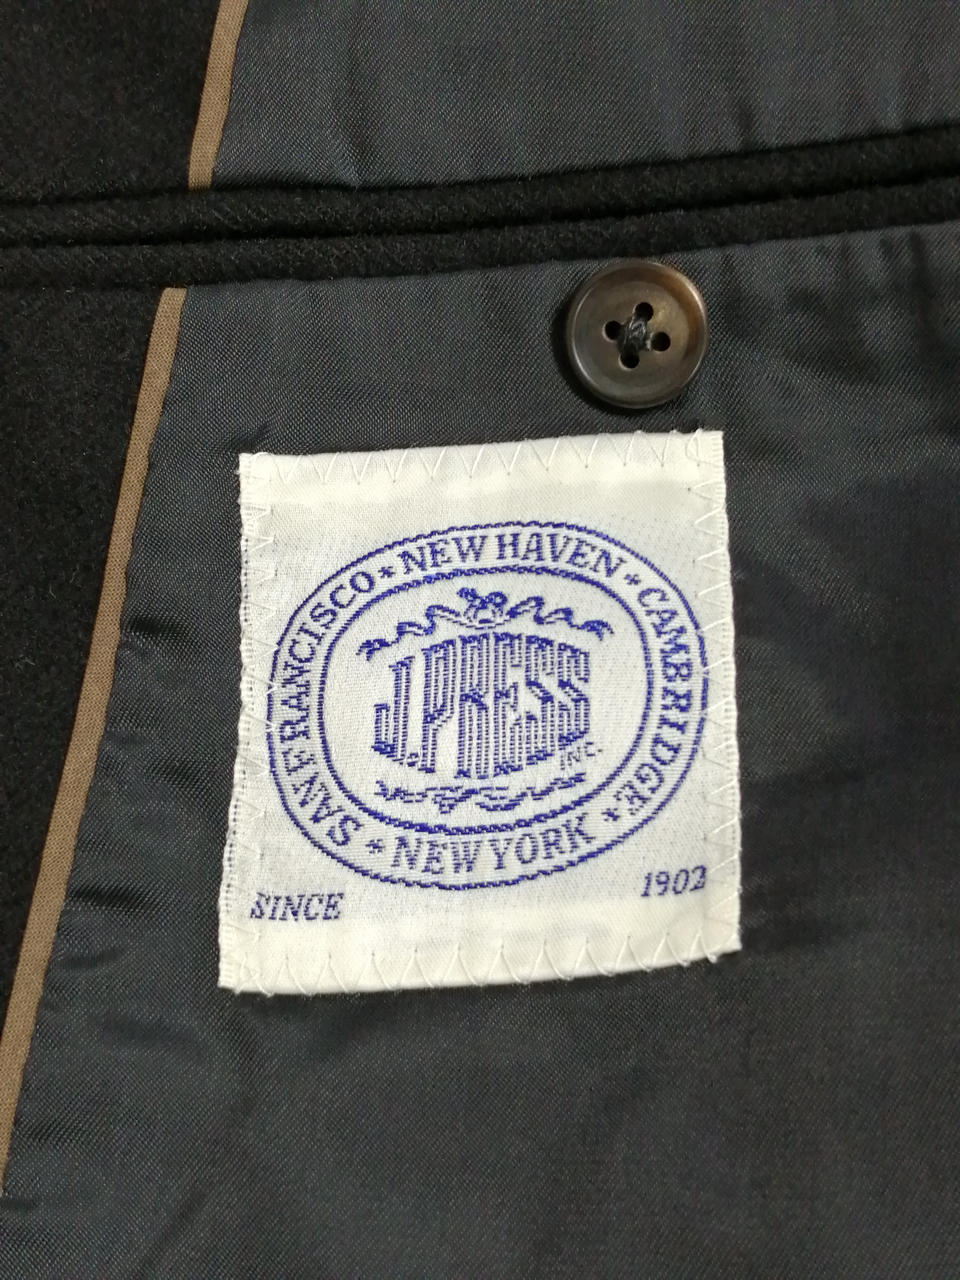 SAN FRANCISCO * NEW HAVEN * CAMBRIDGE *
J.PRESS
INC.
* NEW YORK
SINCE 1902